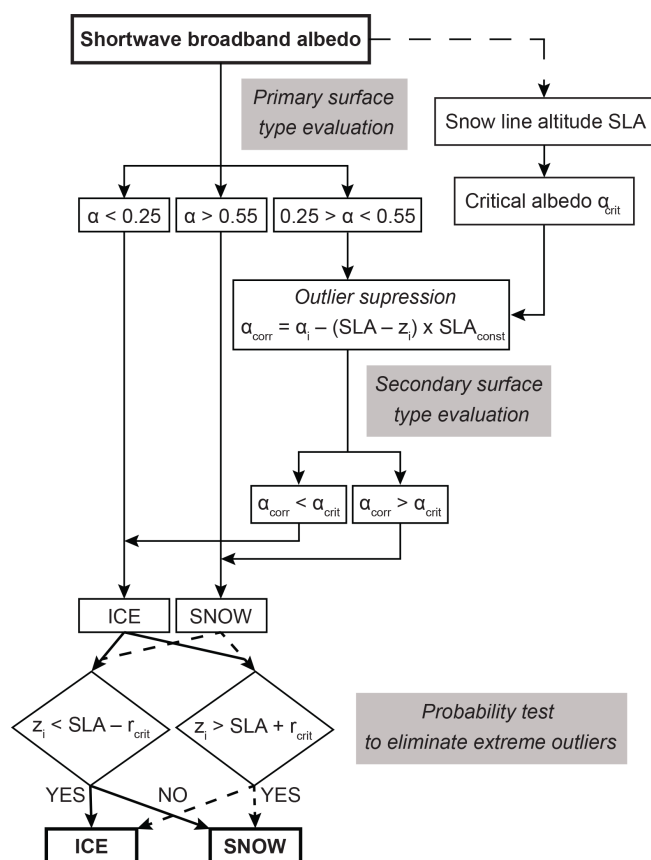 Shortwave broadband albedo
Primary surface
type evaluation
Snow line altitude SLA
Critical albedo αcrit
α < 0.25
α > 0.55
0.25 > α < 0.55
Outlier supression
αcorr = αi – (SLA – zi) x SLAconst
Secondary surface
type evaluation
αcorr < αcrit
αcorr > αcrit
ICE
SNOW
zi < SLA – rcrit
zi > SLA + rcrit
Probability test
to eliminate extreme outliers
YES
NO
YES
ICE
SNOW